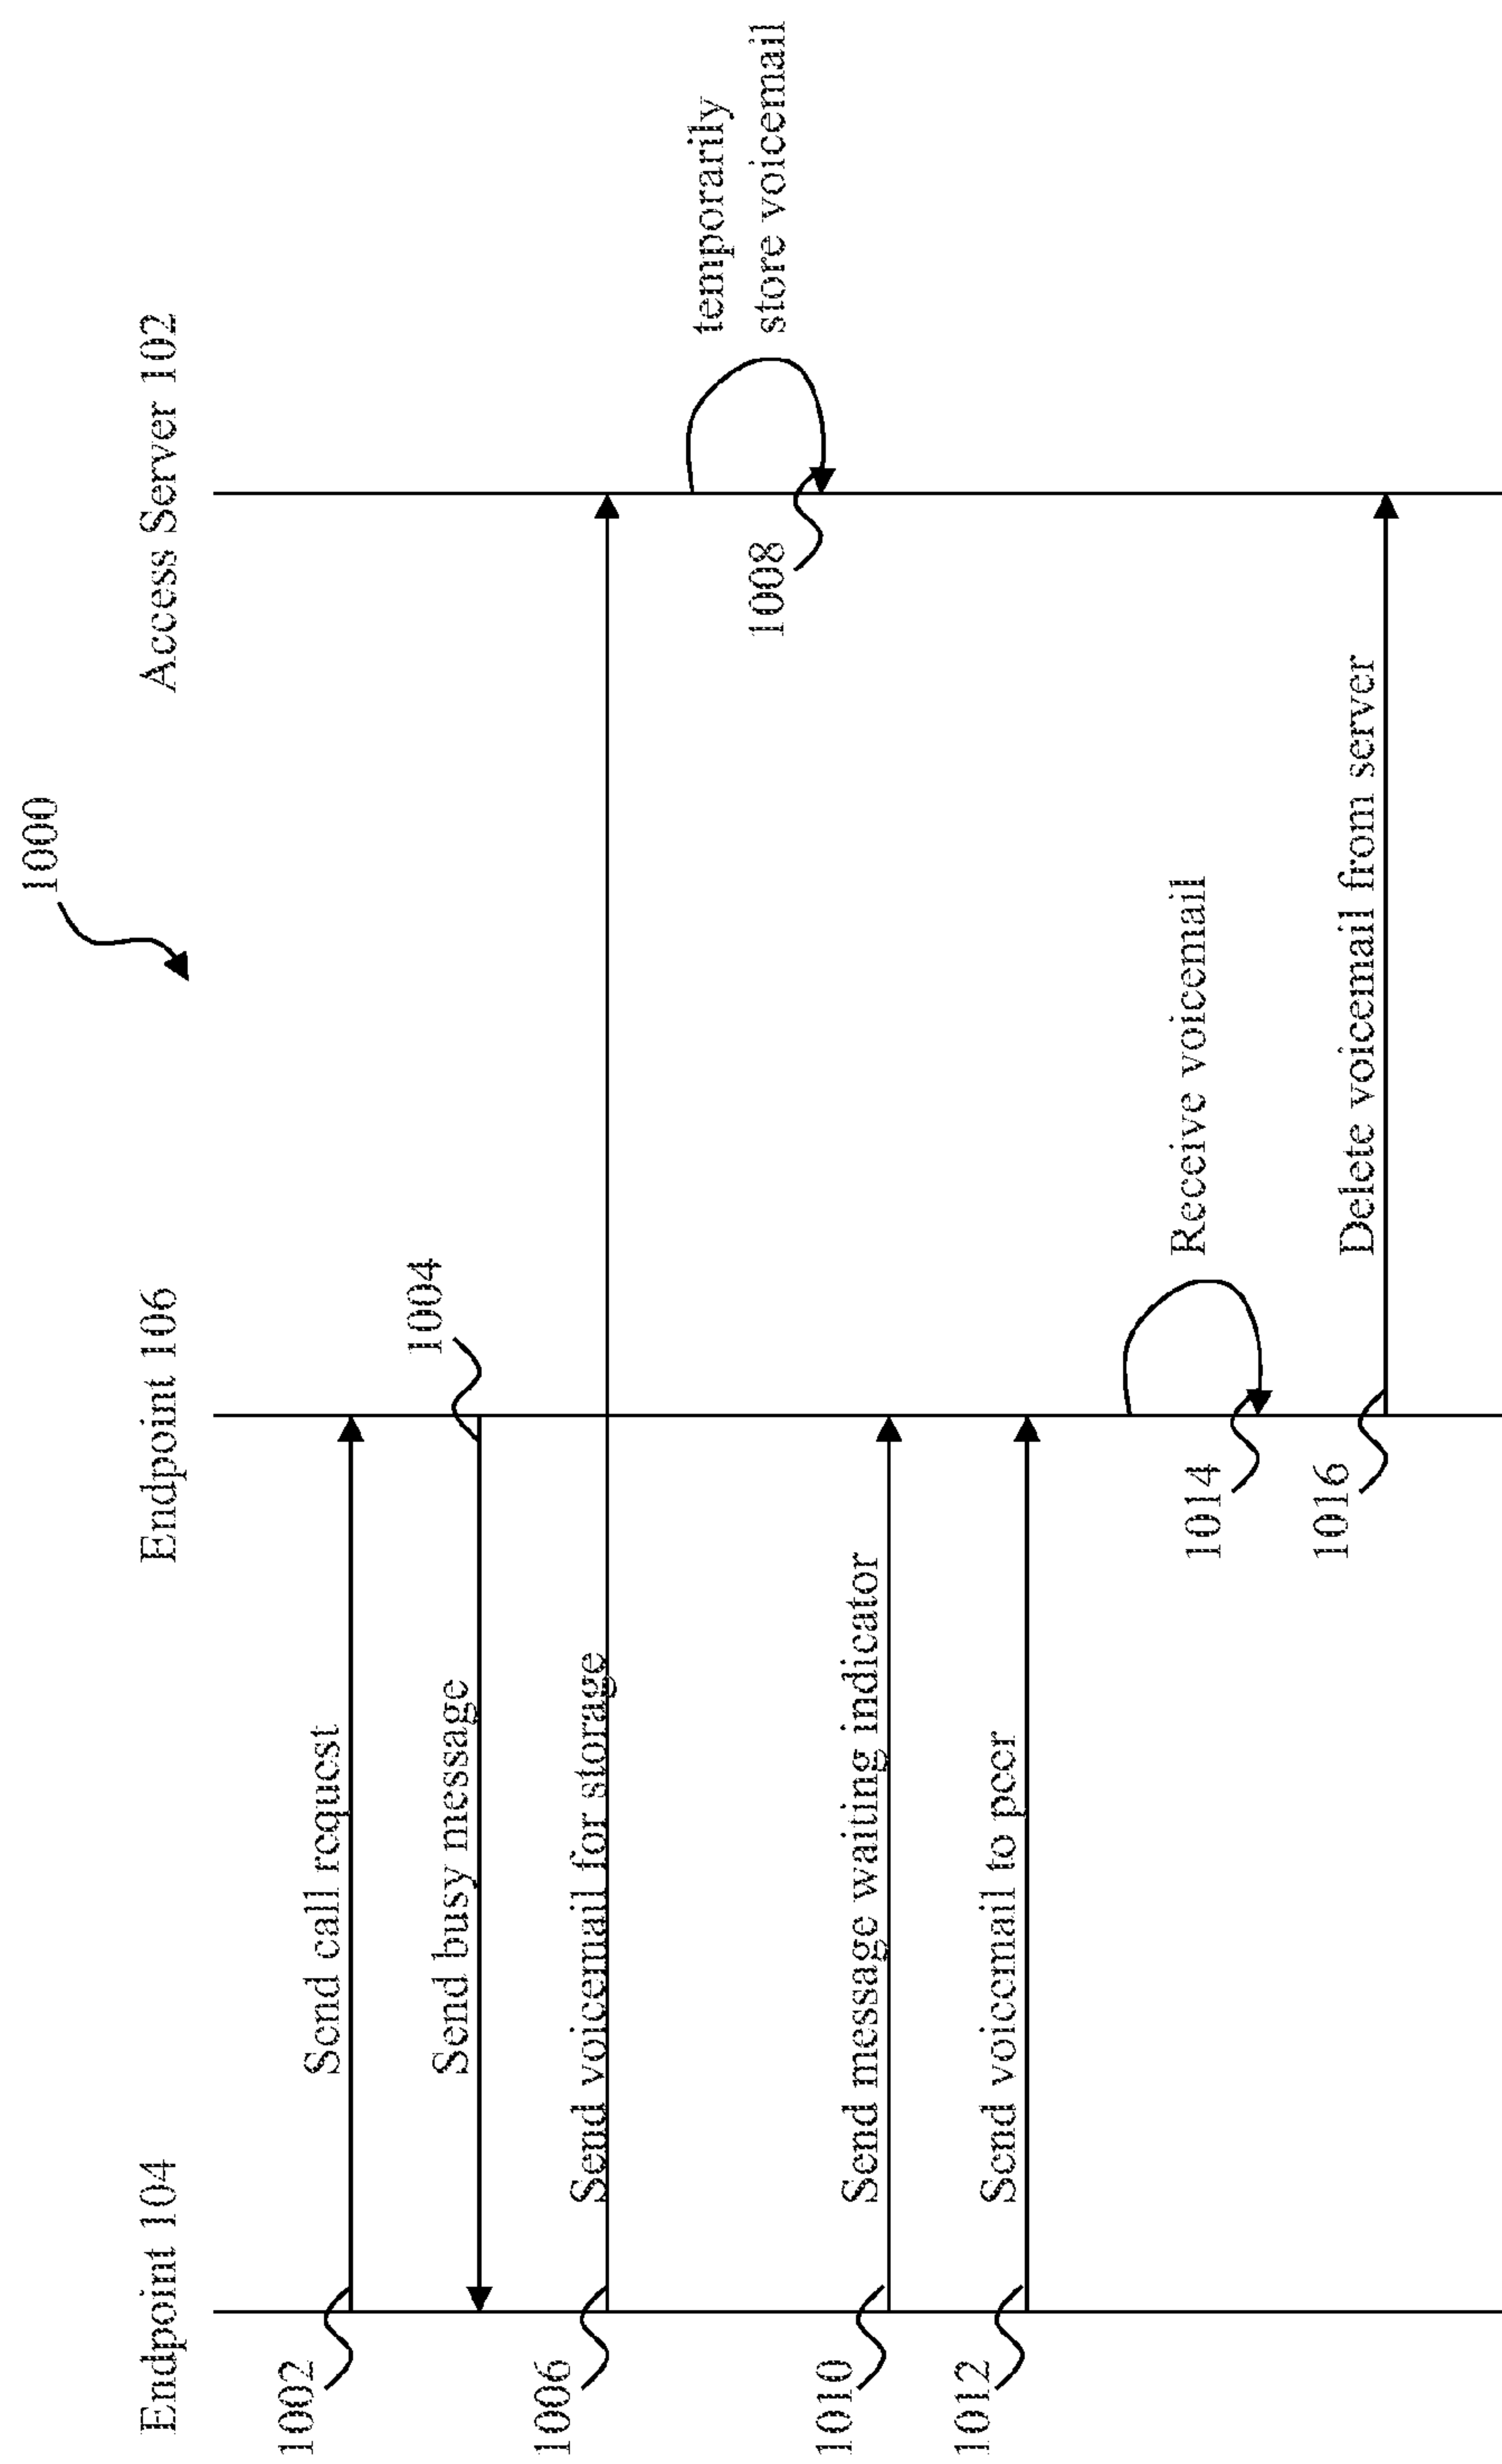 1000
Endpoint 104
Endpoint 106
Access Server 102
1002
Send call request
Send busy message
1004
1006
Send voicemail for storage
temporarily
store voicemail
1008
1010
Send message waiting indicator
1012
Send voicemail to peer
Receive voicemail
1014
1016
Delete voicemail from server